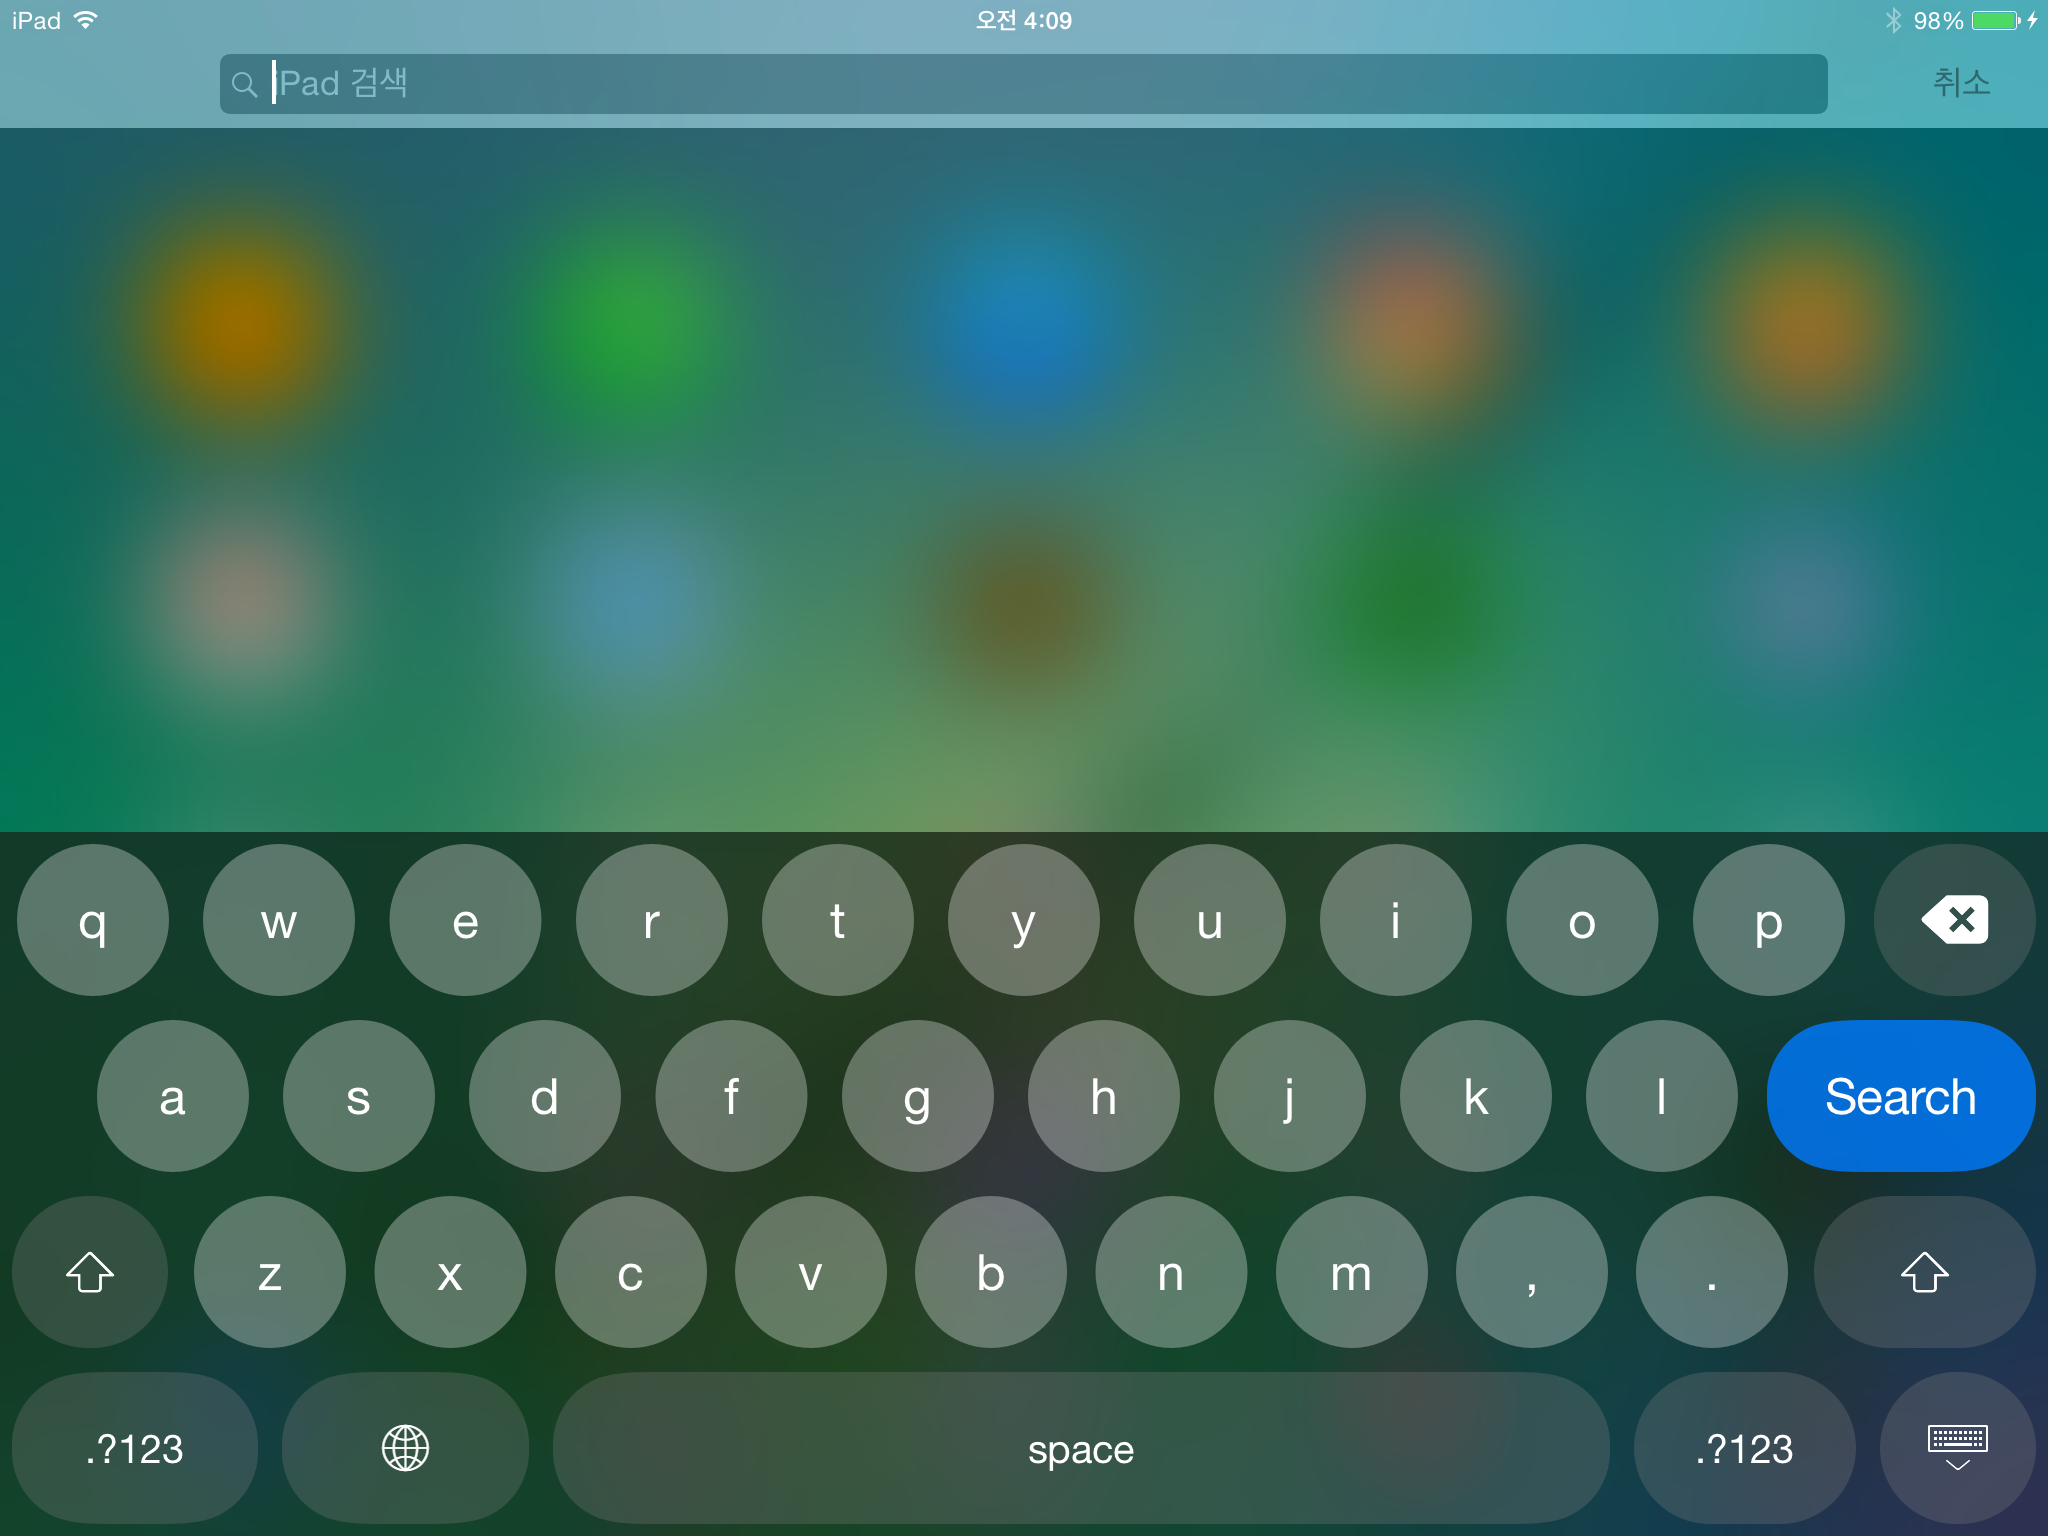 iPad 오전 4:09 98%
iPad 검색 취소
q w e r t y u i o p
a s d f g h j k l Search
z x c v b n m , .
.?123 space .?123